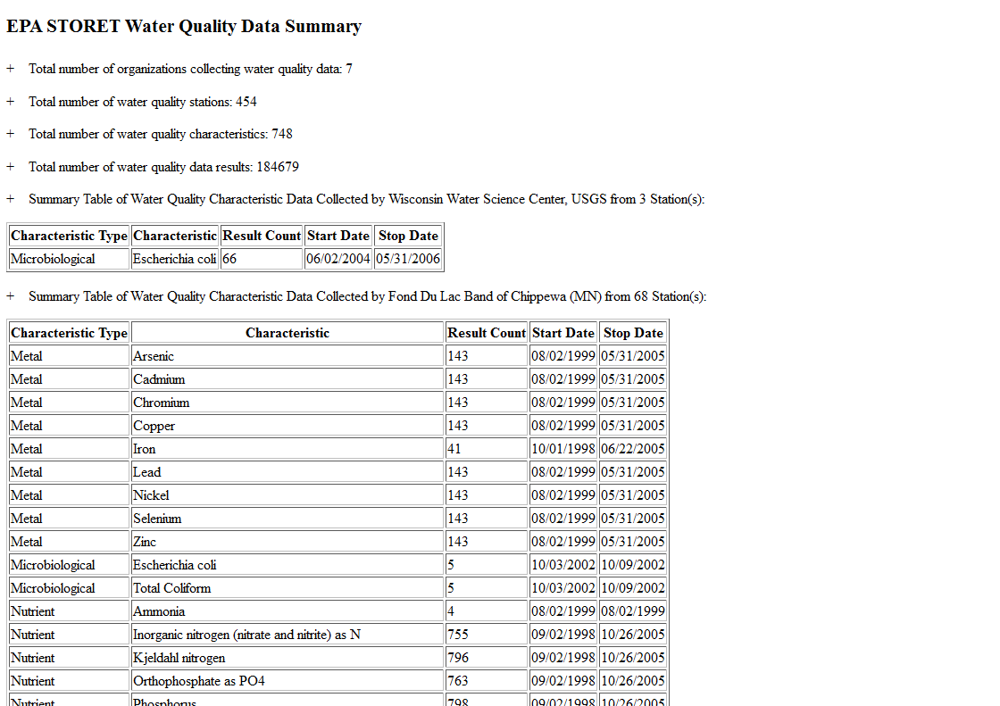 EPA STORET Water Quality Data Summary
+ Total number of organizations collecting water quality data: 7
+ Total number of water quality stations: 454
+ Total number of water quality characteristics: 748
+ Total number of water quality data results: 184679
+ Summary Table of Water Quality Characteristic Data Collected by Wisconsin Water Science Center, USGS from 3 Station(s):
Characteristic Type Characteristic Result Count Start Date Stop Date
Microbiological Escherichia coli 66 06/02/2004 05/31/2006
+ Summary Table of Water Quality Characteristic Data Collected by Fond Du Lac Band of Chippewa (MN) from 68 Station(s):
Characteristic Type Characteristic Result Count Start Date Stop Date
Metal Arsenic 143 08/02/1999 05/31/2005
Metal Cadmium 143 08/02/1999 05/31/2005
Metal Chromium 143 08/02/1999 05/31/2005
Metal Copper 143 08/02/1999 05/31/2005
Metal Iron 41 10/01/1998 06/22/2005
Metal Lead 143 08/02/1999 05/31/2005
Metal Nickel 143 08/02/1999 05/31/2005
Metal Selenium 143 08/02/1999 05/31/2005
Metal Zinc 143 08/02/1999 05/31/2005
Microbiological Escherichia coli 5 10/03/2002 10/09/2002
Microbiological Total Coliform 5 10/03/2002 10/09/2002
Nutrient Ammonia 4 08/02/1999 08/02/1999
Nutrient Inorganic nitrogen (nitrate and nitrite) as N 755 09/02/1998 10/26/2005
Nutrient Kjeldahl nitrogen 796 09/02/1998 10/26/2005
Nutrient Orthophosphate as PO4 763 09/02/1998 10/26/2005
Nutrient Phosphorus 798 09/02/1998 10/26/2005